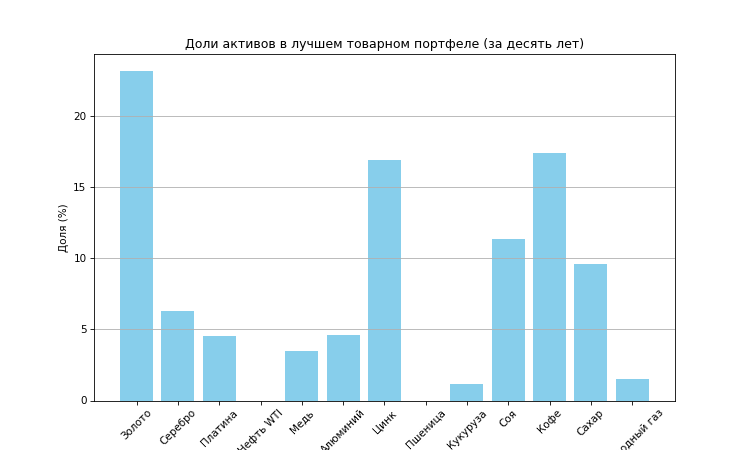 Доли активов в лучшем товарном портфеле (за десять лет)
Доля (%)
20
15
10
5
0
Золото
Серебро
Платина
Нефть WTI
Медь
Алюминий
Цинк
Пшеница
Кукуруза
Соя
Кофе
Сахар
газ